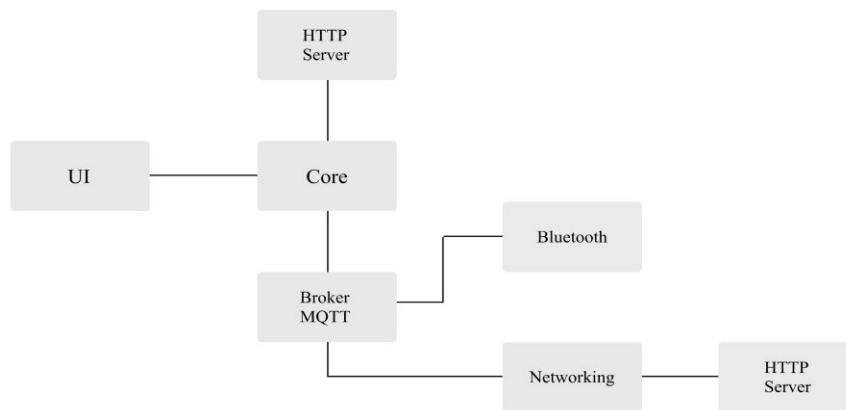 HTTP
Server
UI
Core
Bluetooth
Broker
MQTT
Networking
HTTP
Server